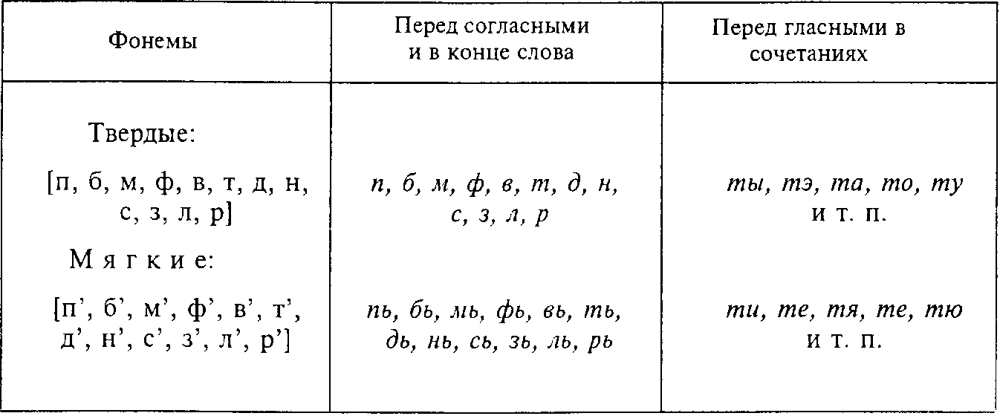 Фонемы
Перед согласными
и в конце слова
Перед гласными в
сочетаниях
Твердые:
[п, б, м, ф, в, т, д, н,
с, з, л, р]
п, б, м, ф, в, т, д, н,
с, з, л, р
ты, тэ, та, то, ту
и т. п.
М я г к и е:
[п’, б’, м’, ф’, в’, т’,
д’, н’, с’, з’, л’, р’]
пь, бь, мь, фь, вь, ть,
дь, нь, сь, зь, ль, рь
ти, те, тя, те, тю
и т. п.